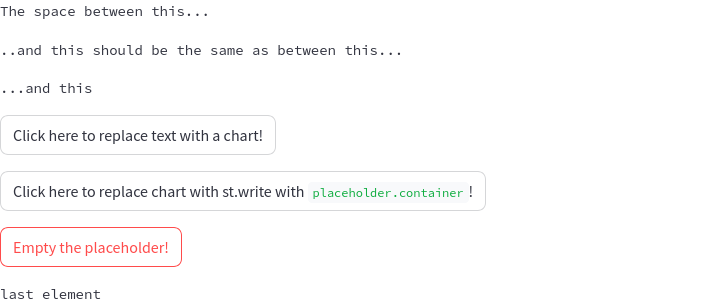 The space between this...
..and this should be the same as between this...
...and this
Click here to replace text with a chart!
Click here to replace chart with st.write with placeholder.container !
Empty the placeholder!
last element